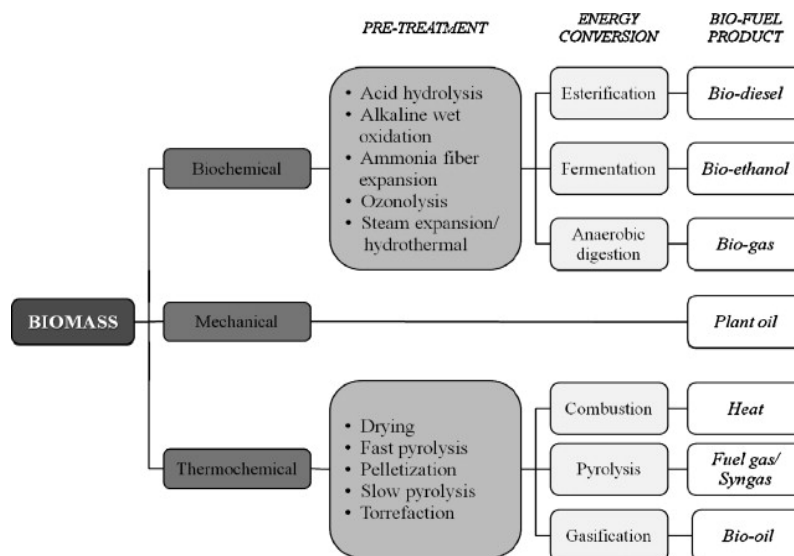 PRE-TREATMENT
ENERGY
CONVERSION
BIO-FUEL
PRODUCT
BIOMASS
Biochemical
• Acid hydrolysis
• Alkaline wet
oxidation
• Ammonia fiber
expansion
• Ozonolysis
• Steam expansion/
hydrothermal
Esterification
Bio-diesel
Fermentation
Bio-ethanol
Anaerobic
digestion
Bio-gas
Mechanical
Plant oil
Thermochemical
• Drying
• Fast pyrolysis
• Pelletization
• Slow pyrolysis
• Torrefaction
Combustion
Heat
Pyrolysis
Fuel gas/
Syngas
Gasification
Bio-oil